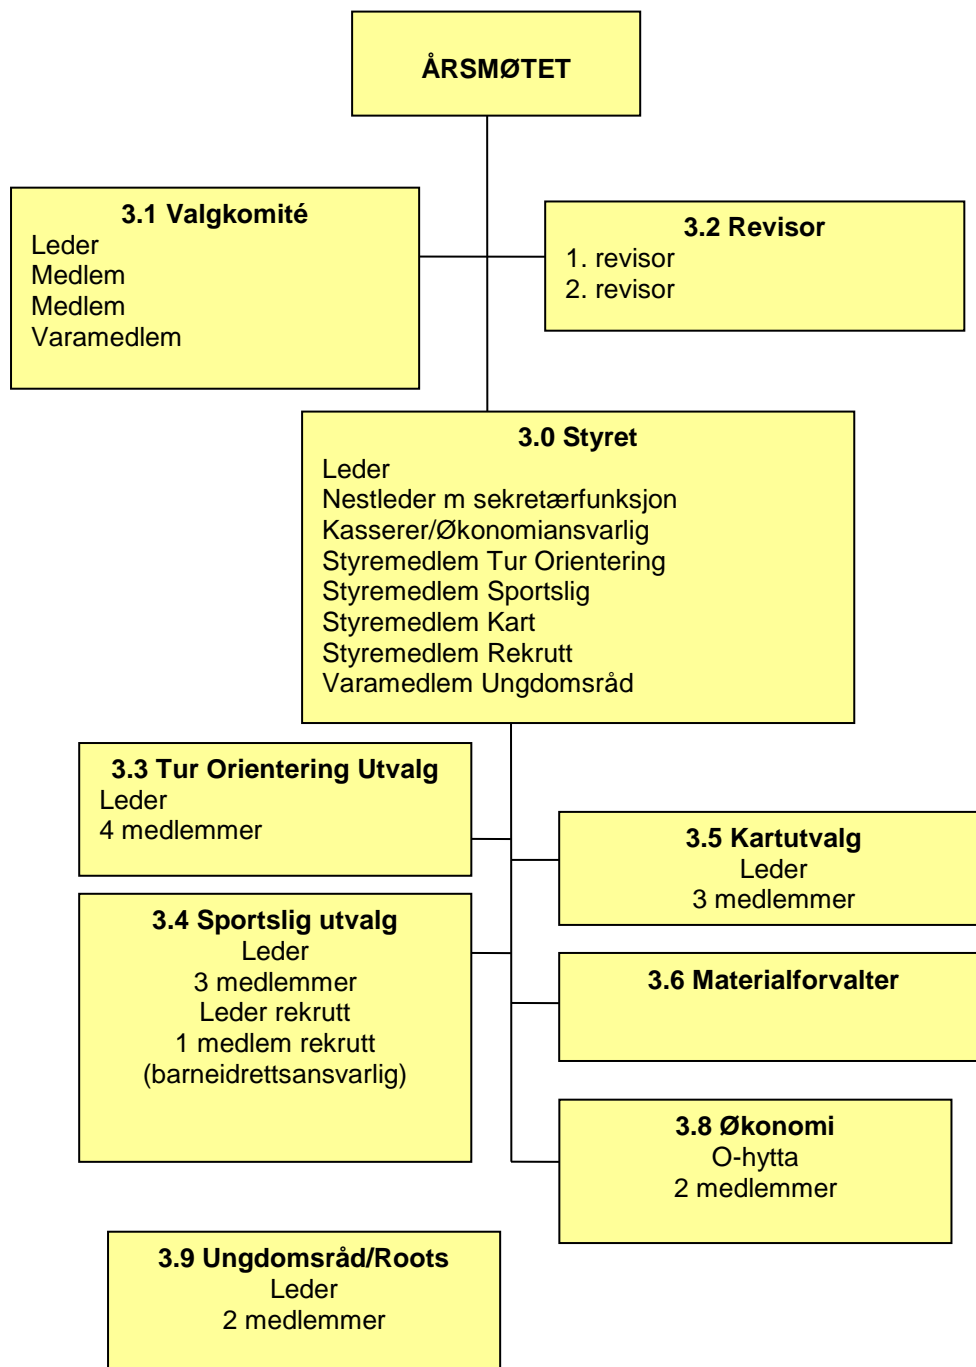 ÅRSMØTET
3.1 Valgkomité
Leder
Medlem
Medlem
Varamedlem
3.2 Revisor
1. revisor
2. revisor
3.0 Styret
Leder
Nestleder m sekretærfunksjon
Kasserer/Økonomiansvarlig
Styremedlem Tur Orientering
Styremedlem Sportslig
Styremedlem Kart
Styremedlem Rekrutt
Varamedlem Ungdomsråd
3.3 Tur Orientering Utvalg
Leder
4 medlemmer
3.5 Kartutvalg
Leder
3 medlemmer
3.4 Sportslig utvalg
Leder
3 medlemmer
Leder rekrutt
1 medlem rekrutt
(barneidrettsansvarlig)
3.6 Materialforvalter
3.8 Økonomi
O-hytta
2 medlemmer
3.9 Ungdomsråd/Roots
Leder
2 medlemmer